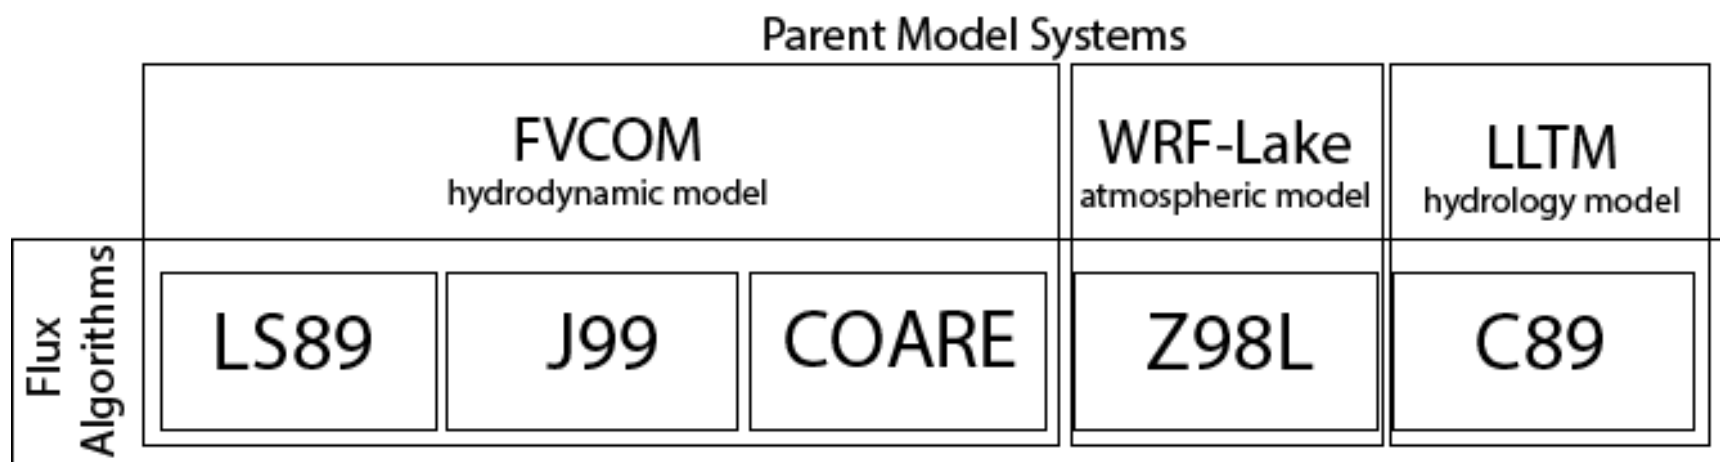 Parent Model Systems
FVCOM
hydrodynamic model
WRF-Lake
atmospheric model
LLTM
hydrology model
Flux
Algorithms
LS89
J99
COARE
Z98L
C89